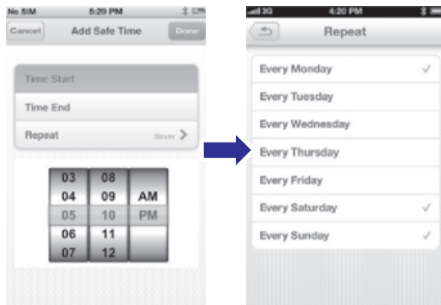 No SIM 5:29 PM
Cancel Add Safe Time Done
Time Start
Time End
Repeat Never >
03 08
04 09 AM
05 10 PM
06 11
07 12
3G 4:20 PM
Repeat
Every Monday ✓
Every Tuesday
Every Wednesday
Every Thursday
Every Friday
Every Saturday ✓
Every Sunday ✓